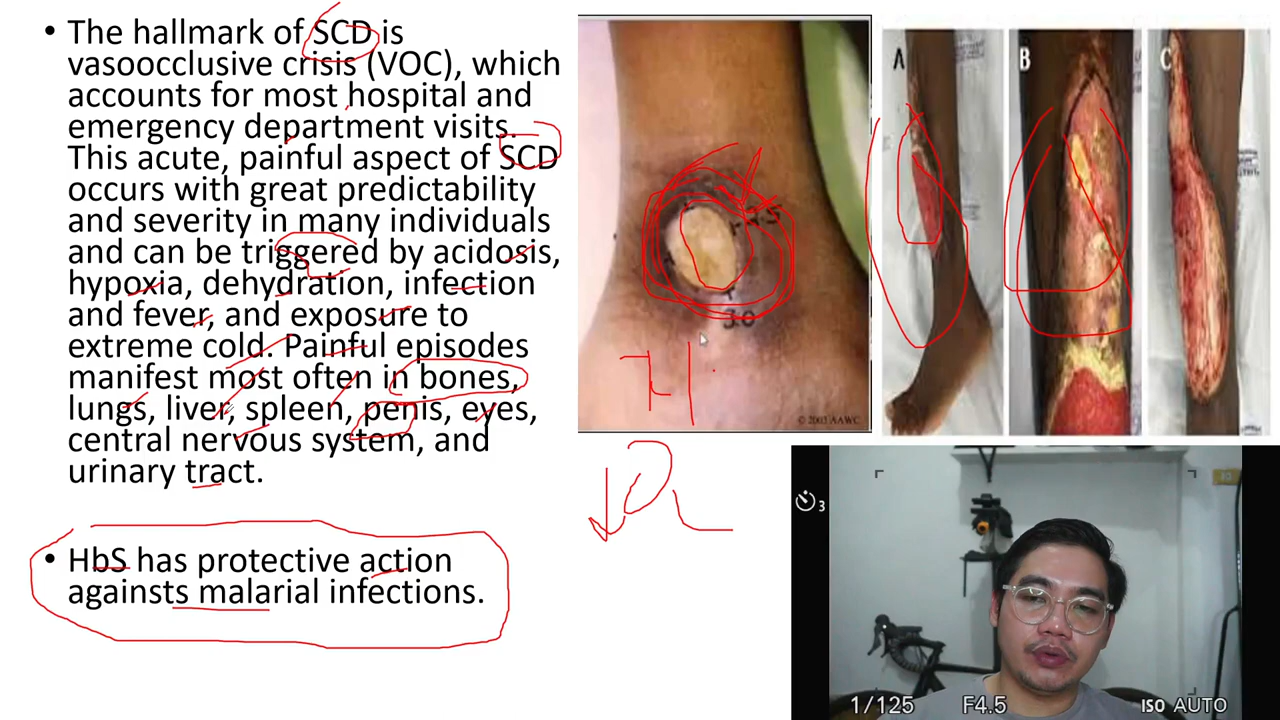 • The hallmark of SCD is
vasoocclusive crisis (VOC), which
accounts for most hospital and
emergency department visits.
This acute, painful aspect of SCD
occurs with great predictability
and severity in many individuals
and can be triggered by acidosis,
hypoxia, dehydration, infection
and fever, and exposure to
extreme cold. Painful episodes
manifest most often in bones,
lungs, liver, spleen, penis, eyes,
central nervous system, and
urinary tract.
• HbS has protective action
againsts malarial infections.
3.0
© 2003 AAWC
A
B
C
3
1/125 F4.5 ISO AUTO